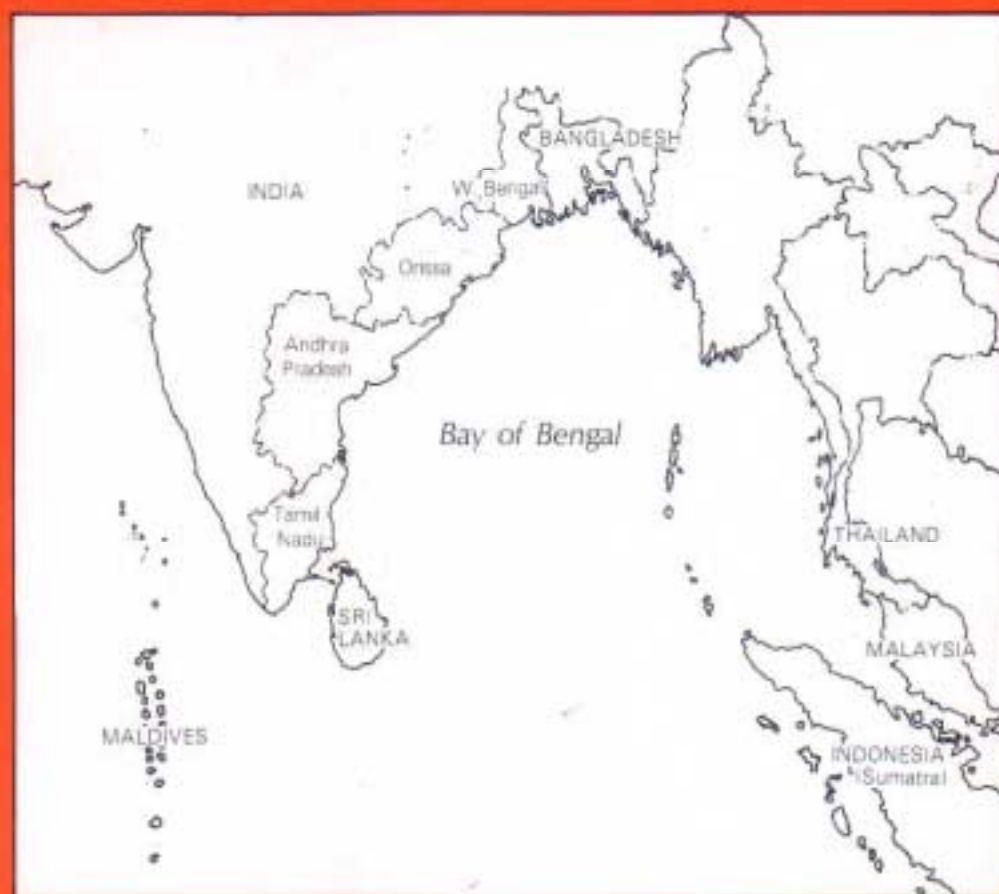 BANGLADESH
INDIA
W. Bengal
Orissa
Andhra
Pradesh
Bay of Bengal
Tamil
Nadu
THAILAND
SRI
LANKA
MALAYSIA
MALDIVES
INDONESIA
(Sumatra)